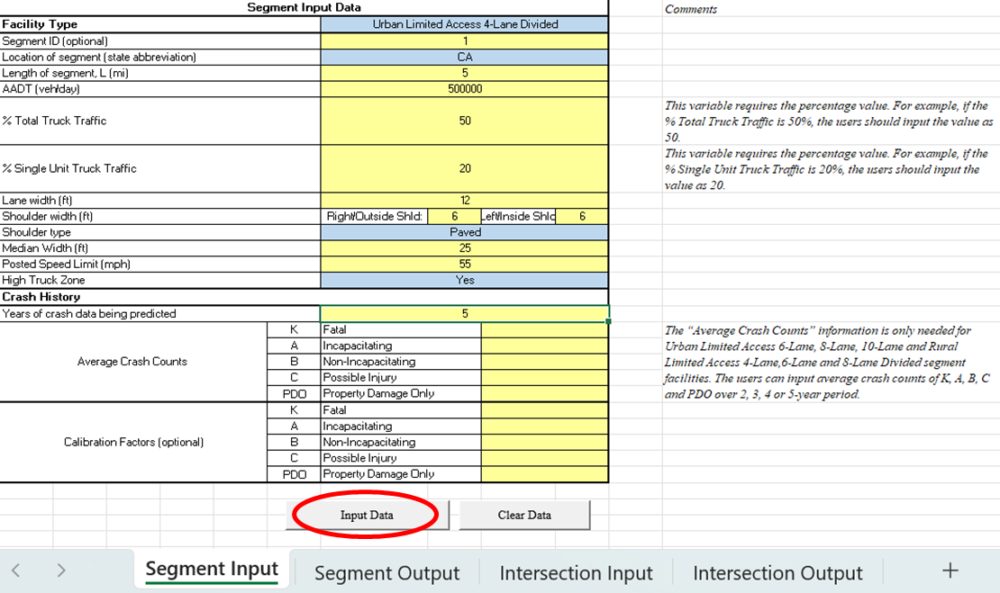 Segment Input Data
Comments
Facility Type
Urban Limited Access 4-Lane Divided
Segment ID (optional)
1
Location of segment (state abbreviation)
CA
Length of segment, L (mi)
5
AADT (veh/day)
500000
% Total Truck Traffic
50
This variable requires the percentage value. For example, if the
% Total Truck Traffic is 50%, the users should input the value as
50.
% Single Unit Truck Traffic
20
This variable requires the percentage value. For example, if the
% Single Unit Truck Traffic is 20%, the users should input the
value as 20.
Lane width (ft)
12
Shoulder width (ft)
Right/Outside Shld:
6
Left/Inside Shld
6
Shoulder type
Paved
Median Width (ft)
25
Posted Speed Limit (mph)
55
High Truck Zone
Yes
Crash History
Years of crash data being predicted
5
Average Crash Counts
K
Fatal
A
Incapacitating
B
Non-Incapacitating
C
Possible Injury
PDO
Property Damage Only
The “Average Crash Counts” information is only needed for
Urban Limited Access 6-Lane, 8-Lane, 10-Lane and Rural
Limited Access 4-Lane,6-Lane and 8-Lane Divided segment
facilities. The users can input average crash counts of K, A, B, C
and PDO over 2, 3, 4 or 5-year period.
Calibration Factors (optional)
K
Fatal
A
Incapacitating
B
Non-Incapacitating
C
Possible Injury
PDO
Property Damage Only
Input Data
Clear Data
Segment Input
Segment Output
Intersection Input
Intersection Output